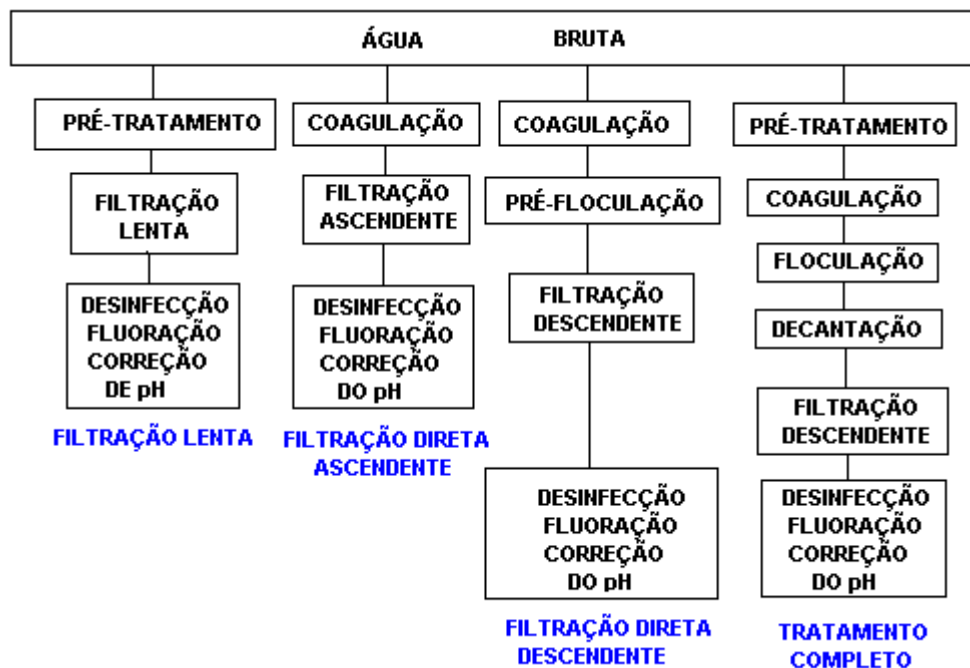 ÁGUA BRUTA
PRÉ-TRATAMENTO
FILTRAÇÃO
LENTA
DESINFECÇÃO
FLUORAÇÃO
CORREÇÃO
DE pH
FILTRAÇÃO LENTA
COAGULAÇÃO
FILTRAÇÃO
ASCENDENTE
DESINFECÇÃO
FLUORAÇÃO
CORREÇÃO
DO pH
FILTRAÇÃO DIRETA
ASCENDENTE
COAGULAÇÃO
PRÉ-FLOCULAÇÃO
FILTRAÇÃO
DESCENDENTE
DESINFECÇÃO
FLUORAÇÃO
CORREÇÃO
DO pH
FILTRAÇÃO DIRETA
DESCENDENTE
PRÉ-TRATAMENTO
COAGULAÇÃO
FLOCULAÇÃO
DECANTAÇÃO
FILTRAÇÃO
DESCENDENTE
DESINFECÇÃO
FLUORAÇÃO
CORREÇÃO
DO pH
TRATAMENTO
COMPLETO